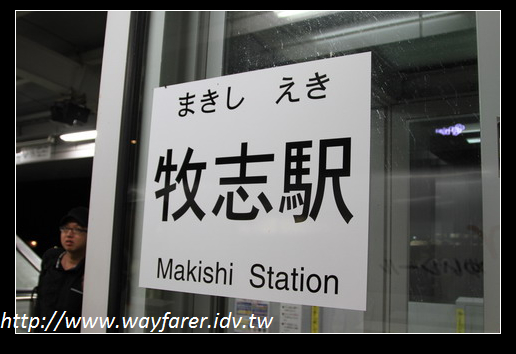 まきし えき
牧志駅
Makishi Station
http://www.wayfarer.idv.tw